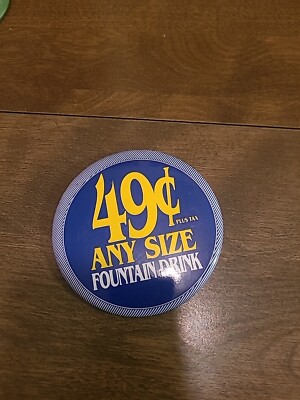 49¢ PLUS TAX
ANY SIZE
FOUNTAIN DRINK